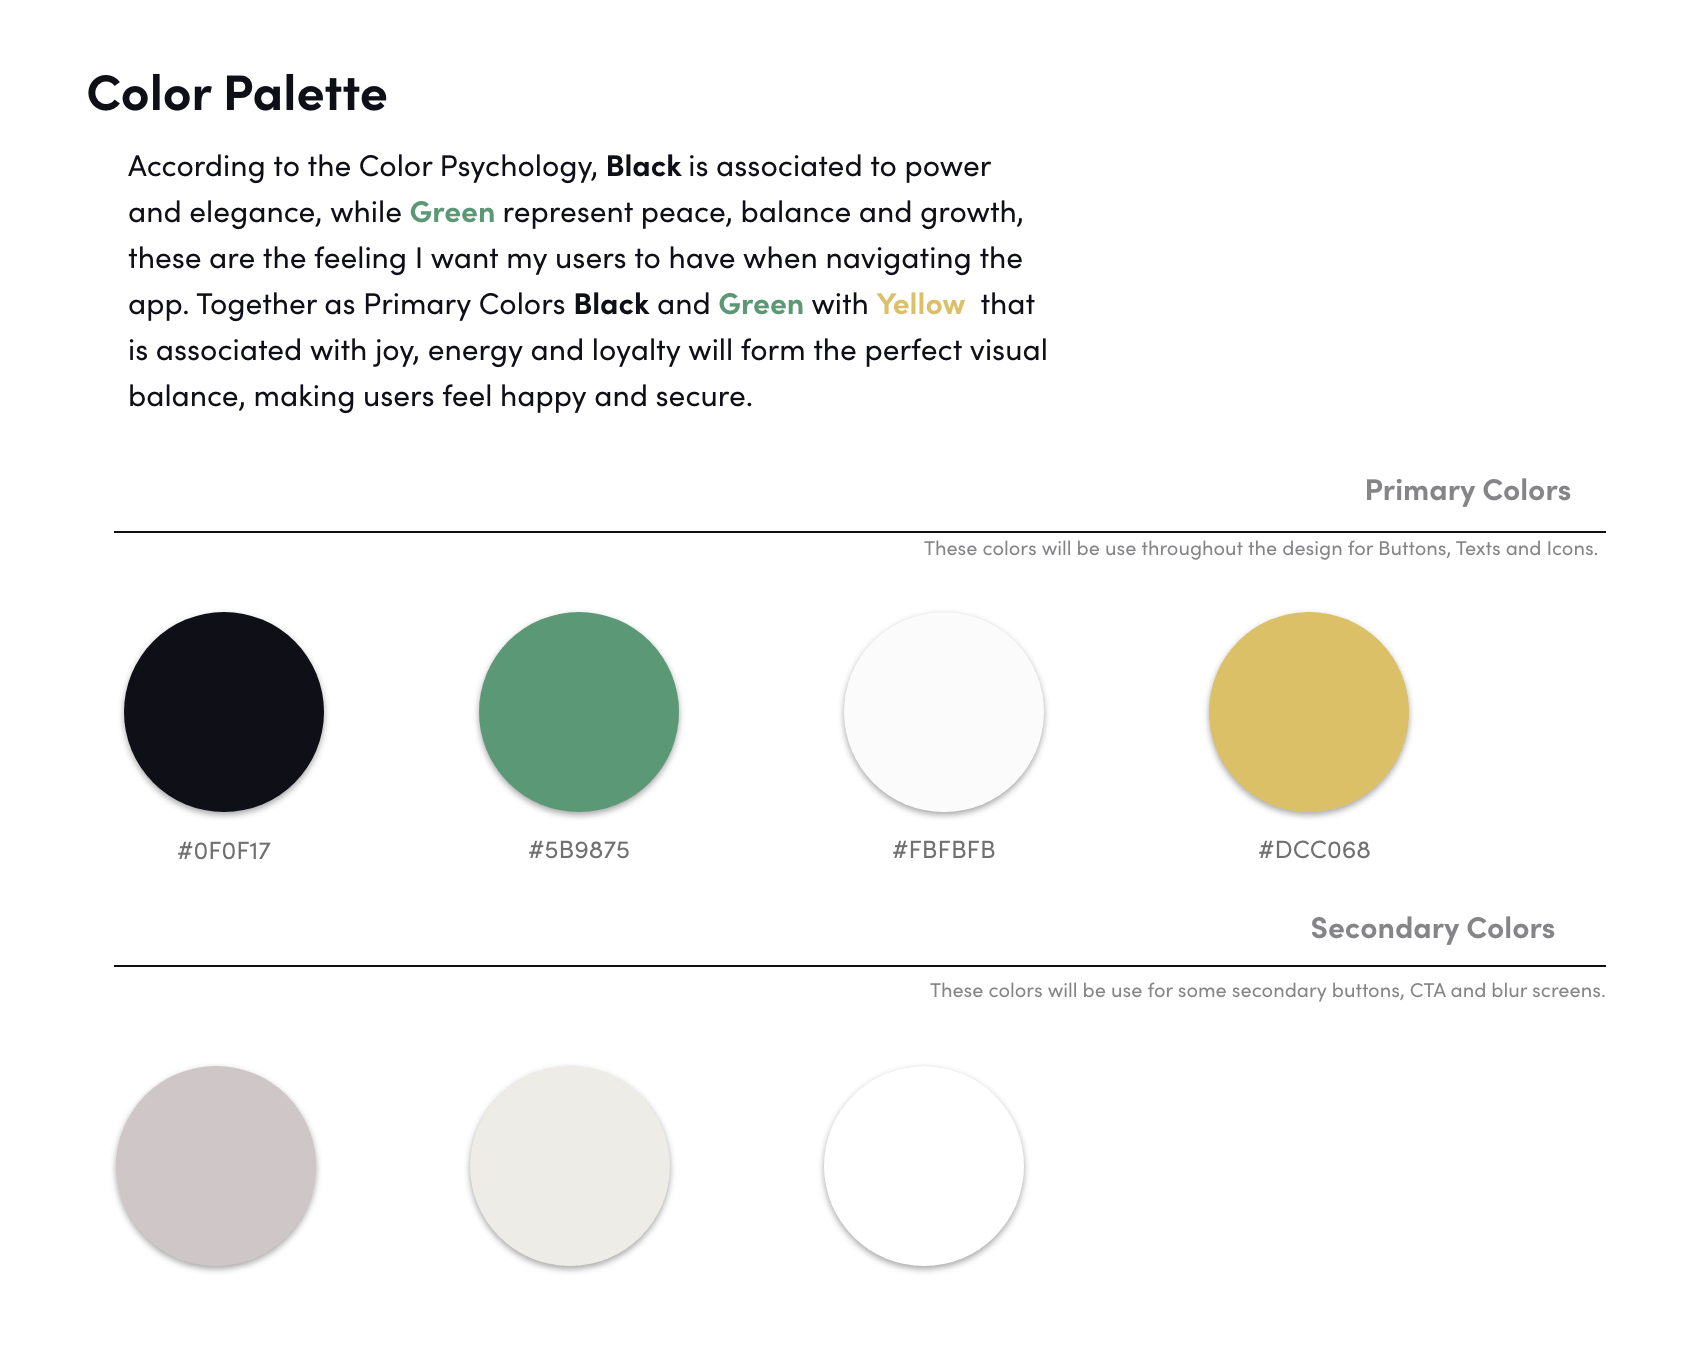 Color Palette
According to the Color Psychology, Black is associated to power
and elegance, while Green represent peace, balance and growth,
these are the feeling I want my users to have when navigating the
app. Together as Primary Colors Black and Green with Yellow that
is associated with joy, energy and loyalty will form the perfect visual
balance, making users feel happy and secure.
Primary Colors
These colors will be use throughout the design for Buttons, Texts and Icons.
#0F0F17 #5B9875 #FBFBFB #DCC068
Secondary Colors
These colors will be use for some secondary buttons, CTA and blur screens.